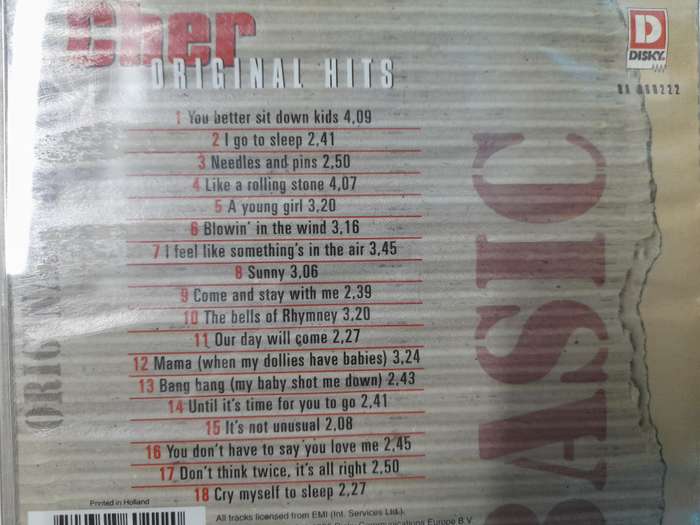 cher
ORIGINAL HITS
D
DISKY
1 You better sit down kids 4,09
2 I go to sleep 2,41
3 Needles and pins 2,50
4 Like a rolling stone 4,07
5 A young girl 3,20
6 Blowin' in the wind 3,16
7 I feel like something's in the air 3,45
8 Sunny 3,06
9 Come and stay with me 2,39
10 The bells of Rhymney 3,20
11 Our day will come 2,27
12 Mama (when my dollies have babies) 3,24
13 Bang bang (my baby shot me down) 2,43
14 Until it's time for you to go 2,41
15 It's not unusual 2,08
16 You don't have to say you love me 2,45
17 Don't think twice, it's all right 2,50
18 Cry myself to sleep 2,27
BASIC
Printed in Holland
All tracks licensed from EMI (Int. Services Ltd.).
Communications Europe B.V.